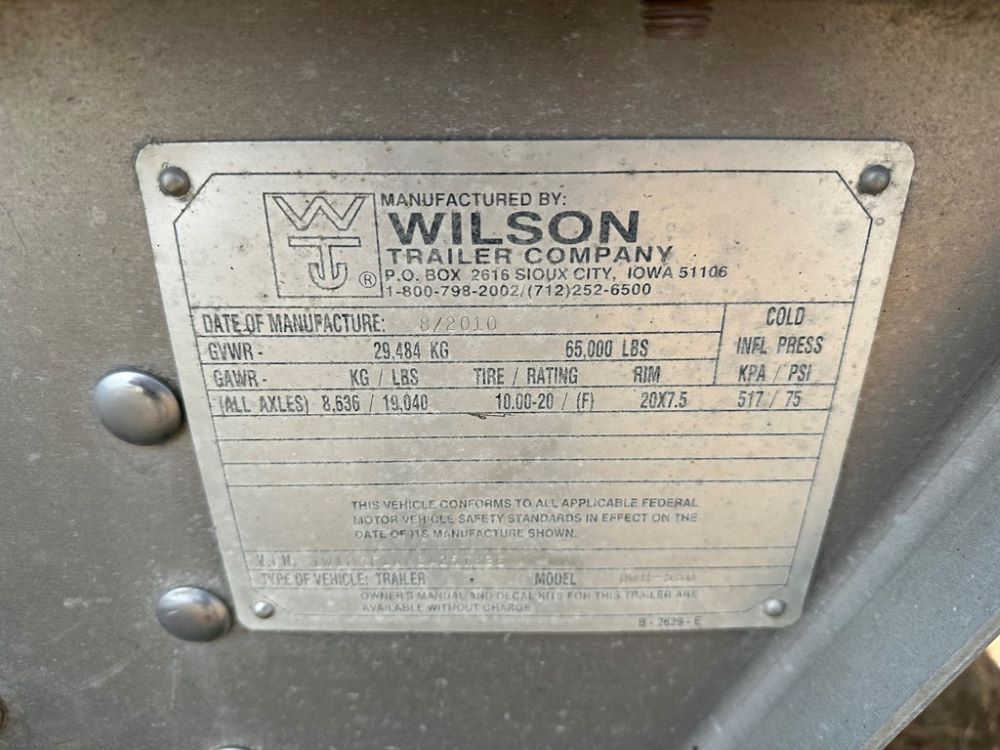 WTJ ®
MANUFACTURED BY:
WILSON
TRAILER COMPANY
P.O. BOX 2616 SIOUX CITY, IOWA 51106
1-800-798-2002/(712)252-6500
DATE OF MANUFACTURE: 8/2010
COLD
GVWR - 29,484 KG 65,000 LBS INFL PRESS
GAWR- KG / LBS TIRE / RATING RIM KPA / PSI
(ALL AXLES) 8,636 / 19,040 10.00-20 / (F) 20X7.5 517 / 75
THIS VEHICLE CONFORMS TO ALL APPLICABLE FEDERAL
MOTOR VEHICLE SAFETY STANDARDS IN EFFECT ON THE
DATE OF ITS MANUFACTURE SHOWN.
V.I.N.
TYPE OF VEHICLE: TRAILER MODEL
OWNER'S MANUAL AND DECAL KITS FOR THIS TRAILER ARE
AVAILABLE WITHOUT CHARGE
B - 2629 - E